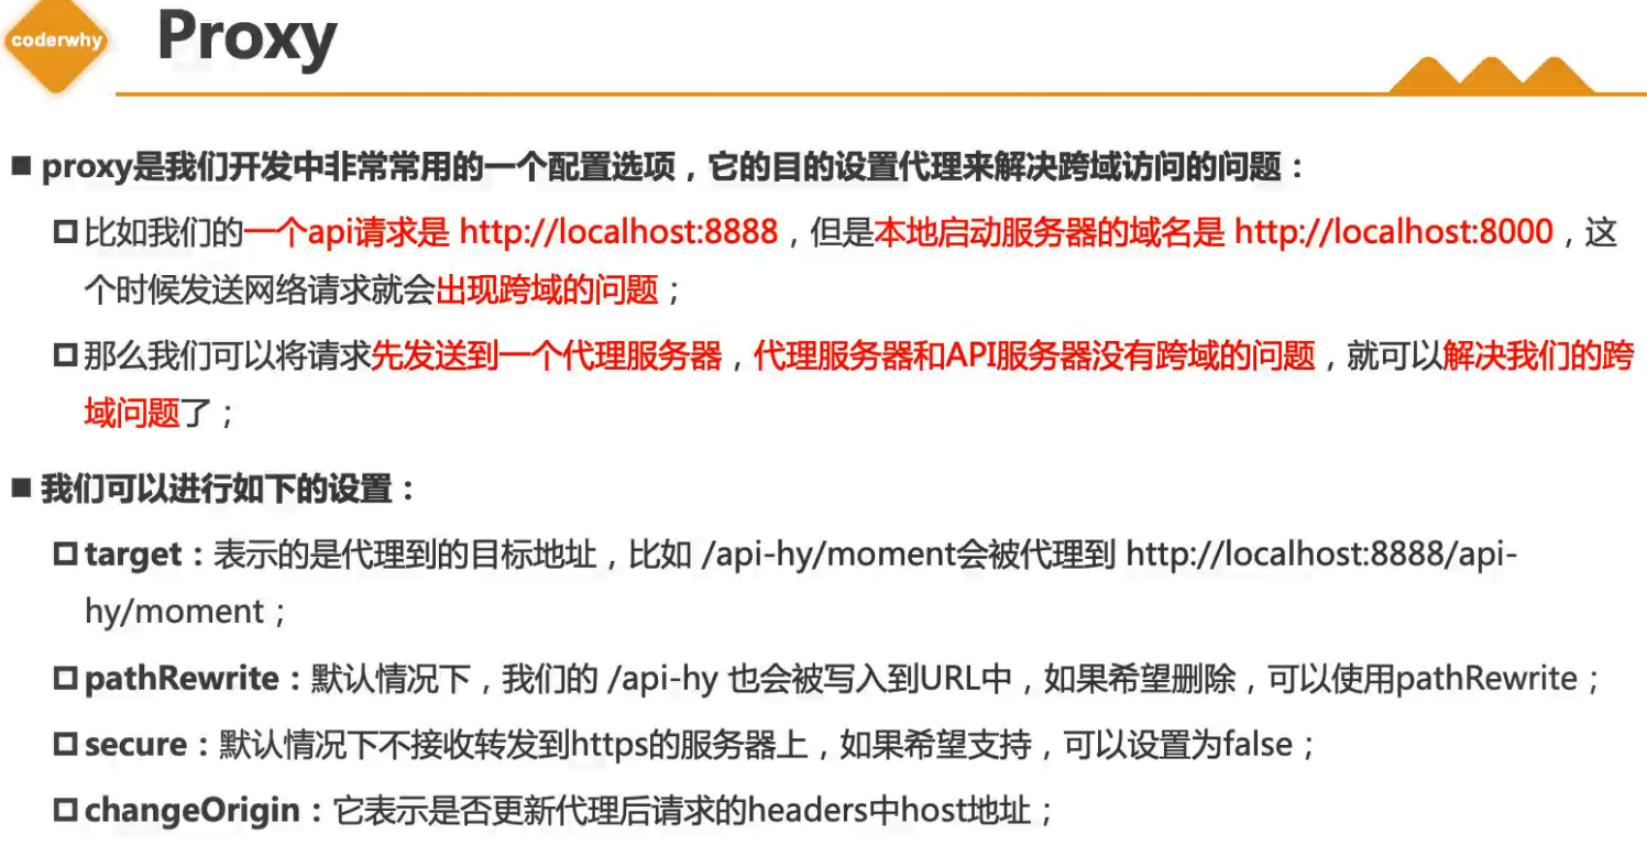 coderwhy
Proxy
proxy是我们开发中非常常用的一个配置选项，它的目的设置代理来解决跨域访问的问题：
比如我们的一个api请求是 http://localhost:8888，但是本地启动服务器的域名是 http://localhost:8000，这
个时候发送网络请求就会出现跨域的问题；
那么我们可以将请求先发送到一个代理服务器，代理服务器和API服务器没有跨域的问题，就可以解决我们的跨
域问题了；
我们可以进行如下的设置：
target：表示的是代理到的目标地址，比如 /api-hy/moment会被代理到 http://localhost:8888/api-
hy/moment；
pathRewrite：默认情况下，我们的 /api-hy 也会被写入到URL中，如果希望删除，可以使用pathRewrite；
secure：默认情况下不接收转发到https的服务器上，如果希望支持，可以设置为false；
changeOrigin：它表示是否更新代理后请求的headers中host地址；